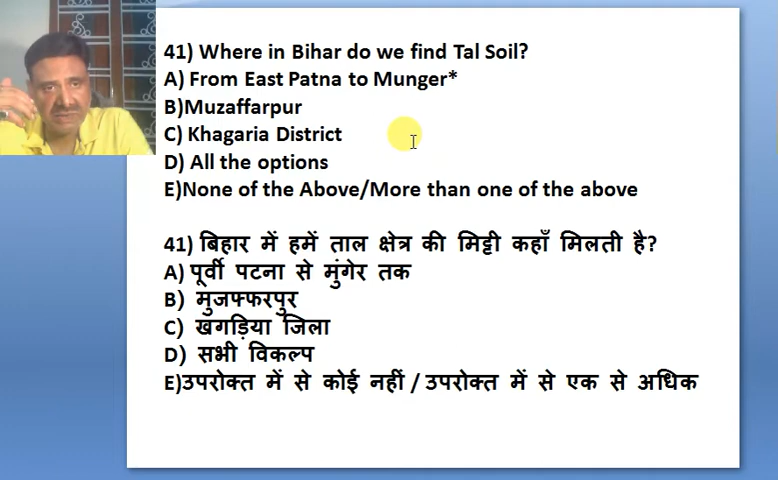 41) Where in Bihar do we find Tal Soil?
A) From East Patna to Munger*
B)Muzaffarpur
C) Khagaria District
D) All the options
E)None of the Above/More than one of the above
41) बिहार में हमें ताल क्षेत्र की मिट्टी कहाँ मिलती है?
A) पूर्वी पटना से मुंगेर तक
B) मुजफ्फरपुर
C) खगड़िया जिला
D) सभी विकल्प
E)उपरोक्त में से कोई नहीं / उपरोक्त में से एक से अधिक